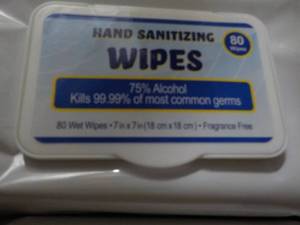 HAND SANITIZING
80
Wipes
WIPES
75% Alcohol
Kills 99.99% of most common germs
80 Wet Wipes • 7 in x 7 in (18 cm x 18 cm) • Fragrance Free